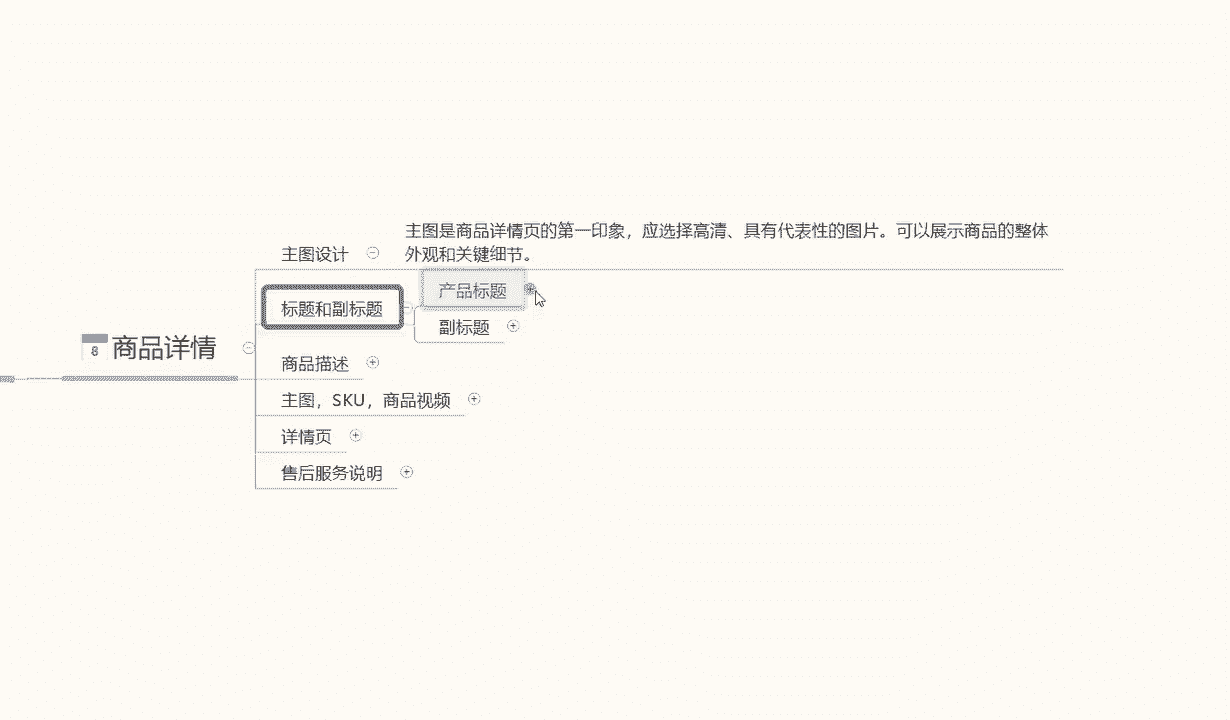 主图是商品详情页的第一印象，应选择高清、具有代表性的图片。可以展示商品的整体
外观和关键细节。
主图设计
产品标题
标题和副标题
副标题
8
商品详情
商品描述
主图，SKU，商品视频
详情页
售后服务说明